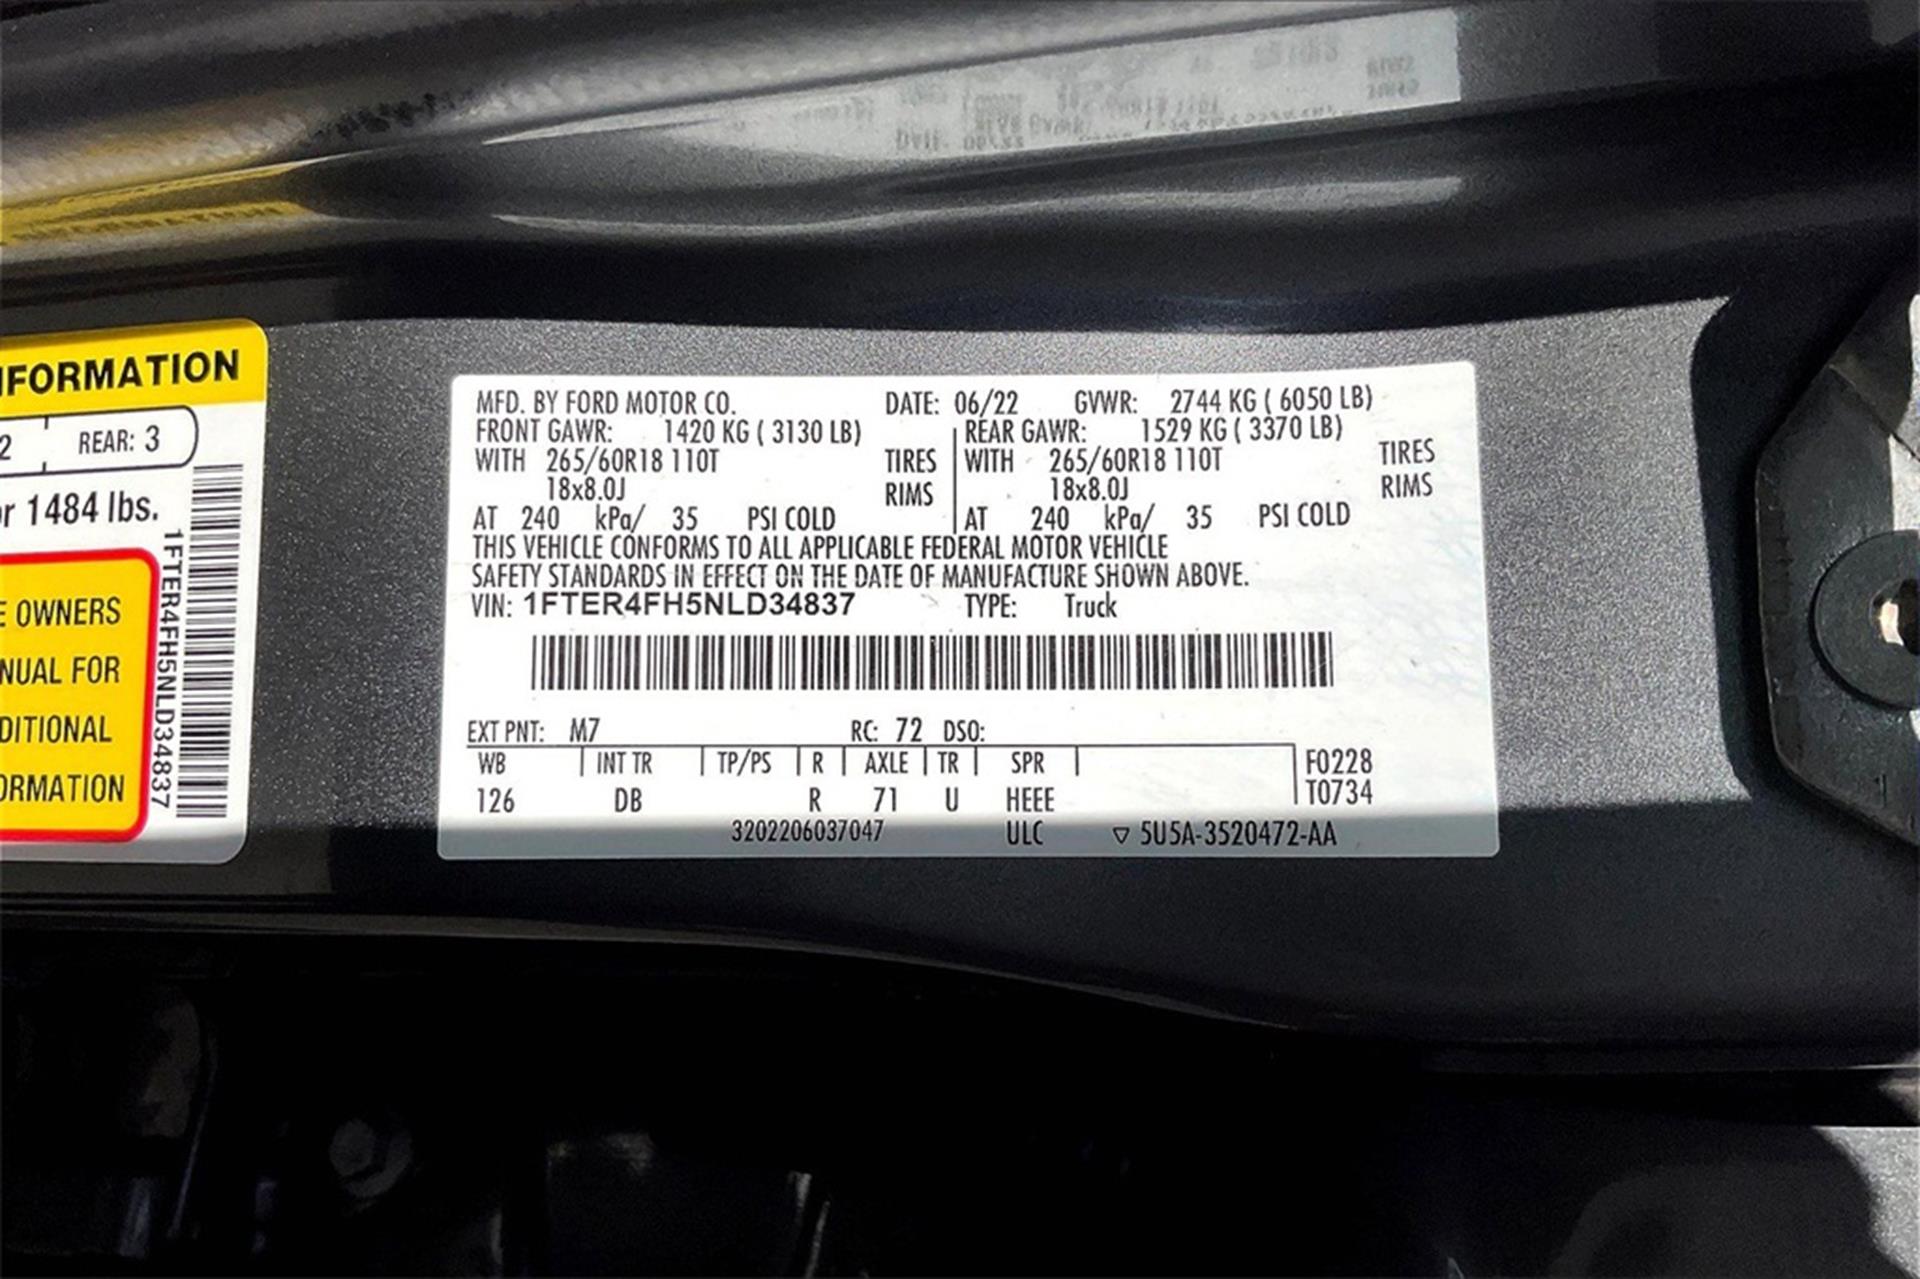 INFORMATION
2 REAR: 3
or 1484 lbs.
E OWNERS
NUAL FOR
DITIONAL
ORMATION
1FTER4FH5NLD34837
MFD. BY FORD MOTOR CO. DATE: 06/22 GVWR: 2744 KG ( 6050 LB)
FRONT GAWR: 1420 KG ( 3130 LB) REAR GAWR: 1529 KG ( 3370 LB)
WITH 265/60R18 110T TIRES WITH 265/60R18 110T TIRES
18x8.0J RIMS 18x8.0J RIMS
AT 240 kPa/ 35 PSI COLD AT 240 kPa/ 35 PSI COLD
THIS VEHICLE CONFORMS TO ALL APPLICABLE FEDERAL MOTOR VEHICLE
SAFETY STANDARDS IN EFFECT ON THE DATE OF MANUFACTURE SHOWN ABOVE.
VIN: 1FTER4FH5NLD34837 TYPE: Truck
EXT PNT: M7 RC: 72 DSO:
WB INT TR TP/PS R AXLE TR SPR F0228
126 DB R 71 U HEEE T0734
3202206037047 ULC ▽ 5U5A-3520472-AA